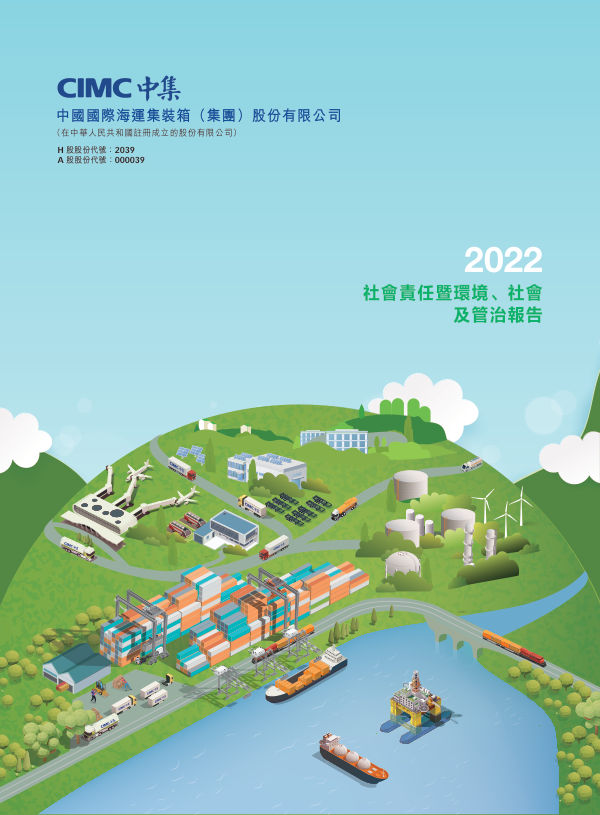 CIMC 中集
中國國際海運集裝箱（集團）股份有限公司
（在中華人民共和國註冊成立的股份有限公司）
H 股股份代號：2039
A 股股份代號：000039
2022
社會責任暨環境、社會
及管治報告
CIMC